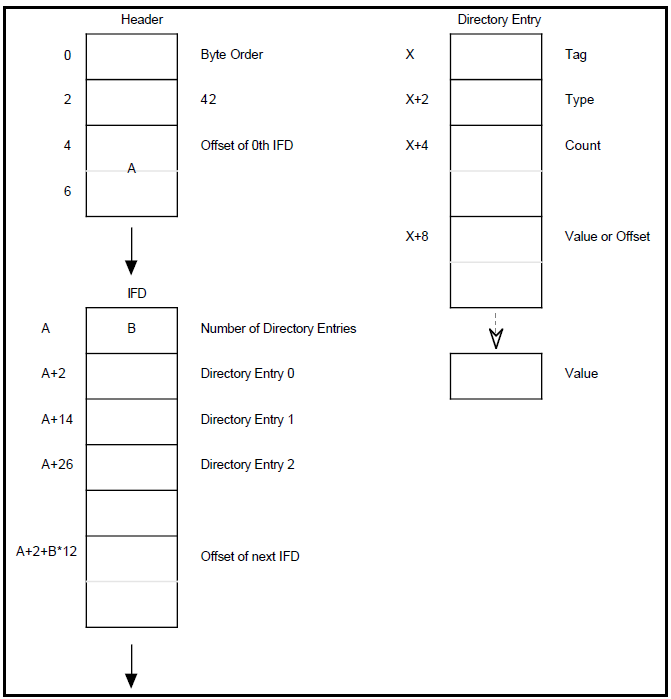 Header
0 Byte Order
2 42
4 Offset of 0th IFD
A
6
IFD
A B Number of Directory Entries
A+2 Directory Entry 0
A+14 Directory Entry 1
A+26 Directory Entry 2
A+2+B*12 Offset of next IFD
Directory Entry
X Tag
X+2 Type
X+4 Count
X+8 Value or Offset
Value